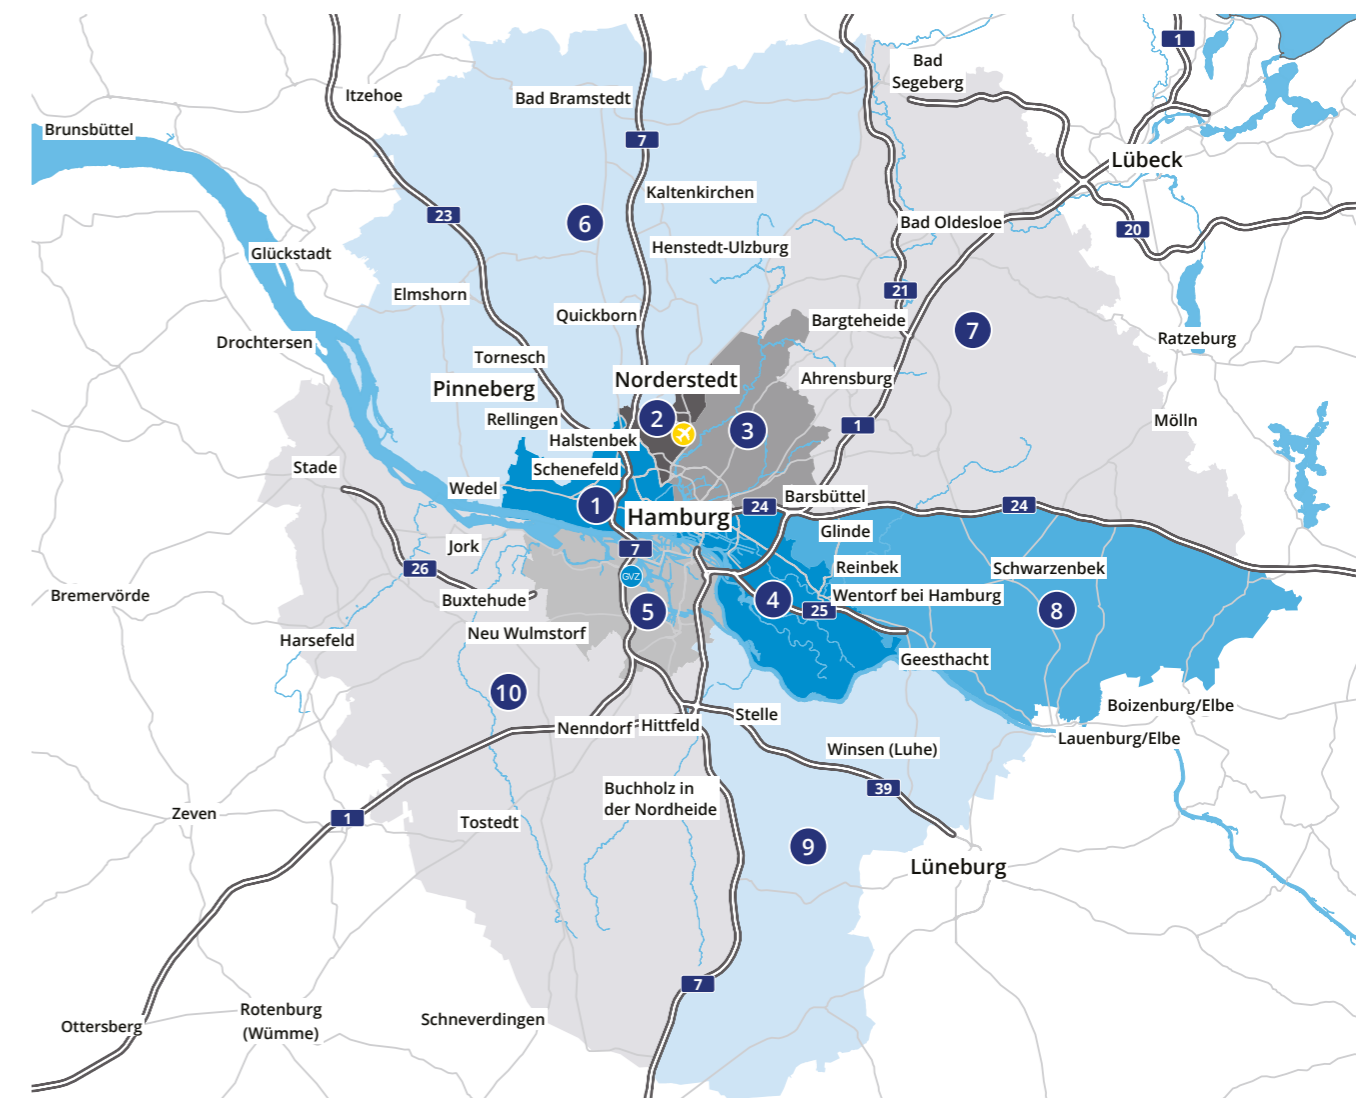 1
Bad
Segeberg
Itzehoe
Bad Bramstedt
Brunsbüttel
7
Lübeck
Kaltenkirchen
23
6
Bad Oldesloe
20
Henstedt-Ulzburg
Glückstadt
21
Elmshorn
Quickborn
Bargteheide
7
Drochtersen
Ratzeburg
Tornesch
Norderstedt
Ahrensburg
Pinneberg
Rellingen
2
3
1
Mölln
Halstenbek
Stade
Schenefeld
Wedel
Barsbüttel
1
Hamburg
24
24
Glinde
Jork
7
26
GVZ
Reinbek
Schwarzenbek
Bremervörde
Buxtehude
4
Wentorf bei Hamburg
25
5
8
Neu Wulmstorf
Harsefeld
Geesthacht
10
Boizenburg/Elbe
Nenndorf
Hittfeld
Stelle
Lauenburg/Elbe
Winsen (Luhe)
Buchholz in
der Nordheide
39
Zeven
1
Tostedt
9
Lüneburg
7
Rotenburg
(Wümme)
Ottersberg
Schneverdingen